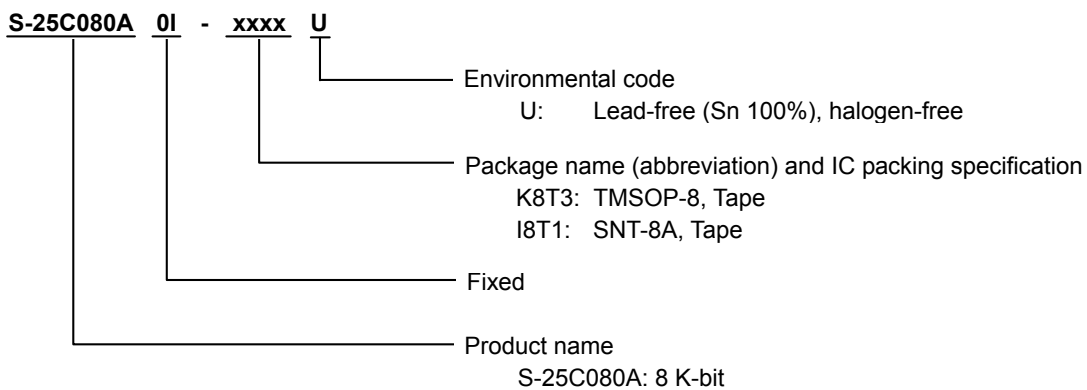 S-25C080A 0I - xxxx U
Environmental code
U: Lead-free (Sn 100%), halogen-free
Package name (abbreviation) and IC packing specification
K8T3: TMSOP-8, Tape
I8T1: SNT-8A, Tape
Fixed
Product name
S-25C080A: 8 K-bit